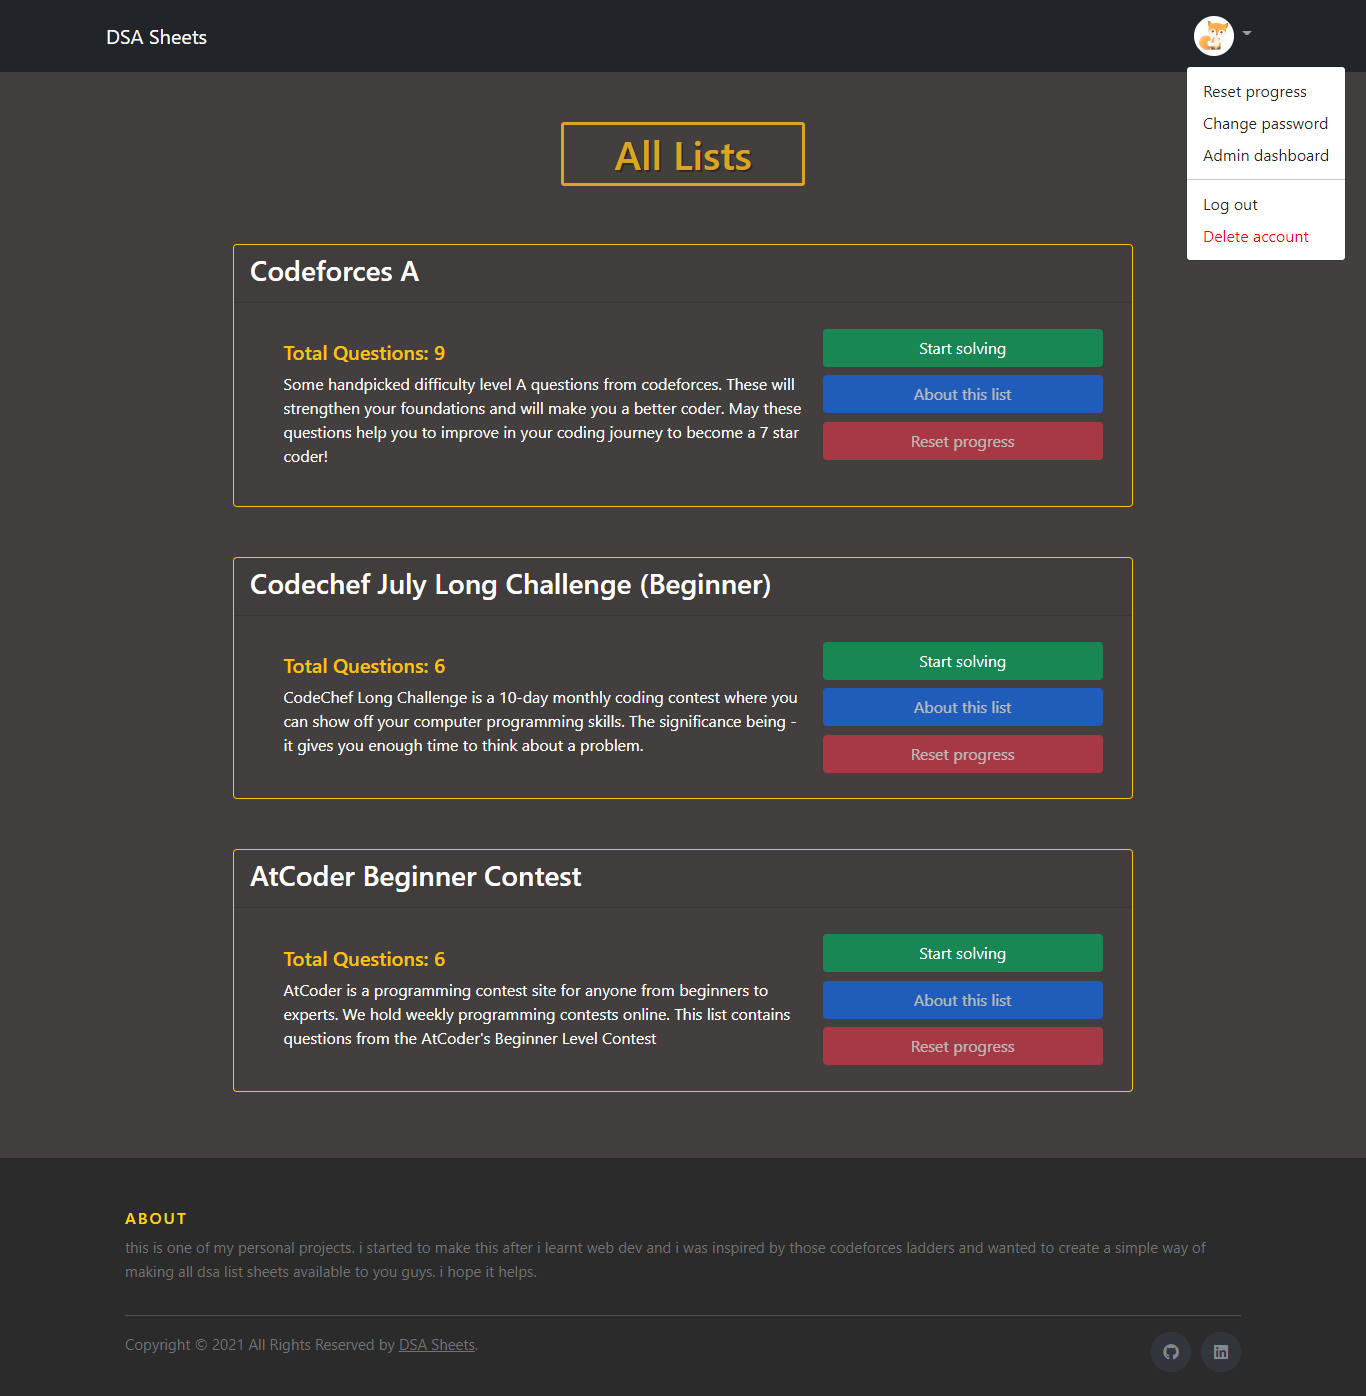 DSA Sheets
Reset progress
Change password
Admin dashboard
Log out
Delete account
All Lists
Codeforces A
Total Questions: 9
Some handpicked difficulty level A questions from codeforces. These will
strengthen your foundations and will make you a better coder. May these
questions help you to improve in your coding journey to become a 7 star
coder!
Start solving
About this list
Reset progress
Codechef July Long Challenge (Beginner)
Total Questions: 6
CodeChef Long Challenge is a 10-day monthly coding contest where you
can show off your computer programming skills. The significance being -
it gives you enough time to think about a problem.
Start solving
About this list
Reset progress
AtCoder Beginner Contest
Total Questions: 6
AtCoder is a programming contest site for anyone from beginners to
experts. We hold weekly programming contests online. This list contains
questions from the AtCoder's Beginner Level Contest
Start solving
About this list
Reset progress
ABOUT
this is one of my personal projects. i started to make this after i learnt web dev and i was inspired by those codeforces ladders and wanted to create a simple way of
making all dsa list sheets available to you guys. i hope it helps.
Copyright © 2021 All Rights Reserved by DSA Sheets.